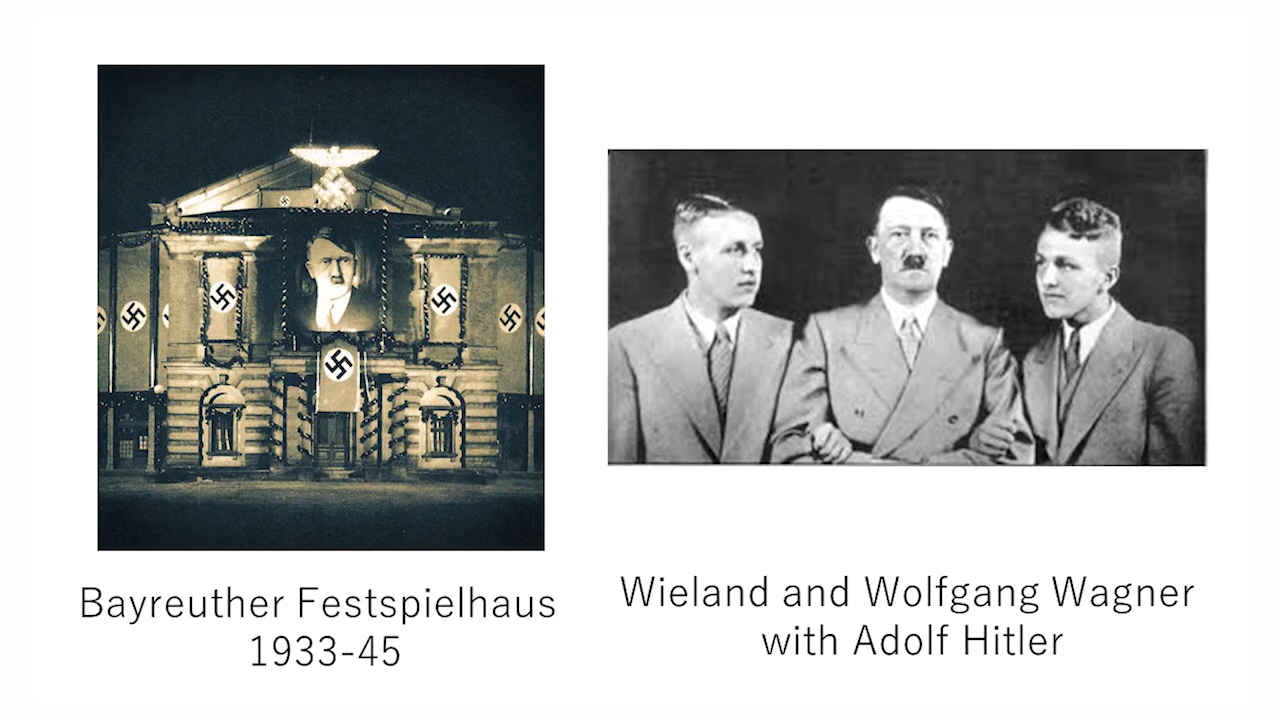 Bayreuther Festspielhaus
1933-45
Wieland and Wolfgang Wagner
with Adolf Hitler